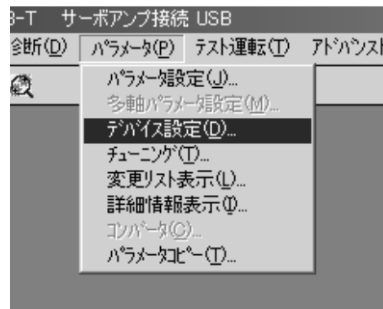 3-T サーボアンプ接続 USB
診断(D) パラメータ(P) テスト運転(T) アドバンスト
パラメータ設定(J)...
多軸パラメータ設定(M)...
デバイス設定(D)...
チューニング(T)...
変更リスト表示(L)...
詳細情報表示(I)...
コンバータ(C)...
パラメータコピー(T)...